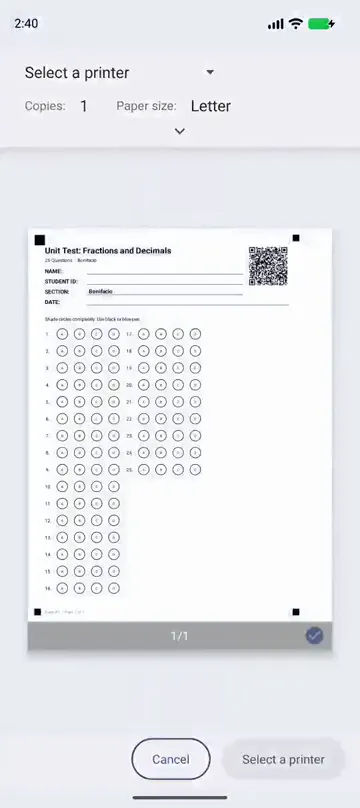 2:40
Select a printer
Copies: 1 Paper size: Letter
Unit Test: Fractions and Decimals
25 Questions Bonifacio
NAME:
STUDENT ID:
SECTION: Bonifacio
DATE:
Shade circles completely. Use black or blue pen.
1. A B C D 17. A B C D
2. A B C D 18. A B C D
3. A B C D 19. A B C D
4. A B C D 20. A B C D
5. A B C D 21. A B C D
6. A B C D 22. A B C D
7. A B C D 23. A B C D
8. A B C D 24. A B C D
9. A B C D 25. A B C D
10. A B C D
11. A B C D
12. A B C D
13. A B C D
14. A B C D
15. A B C D
16. A B C D
1/1
Cancel Select a printer